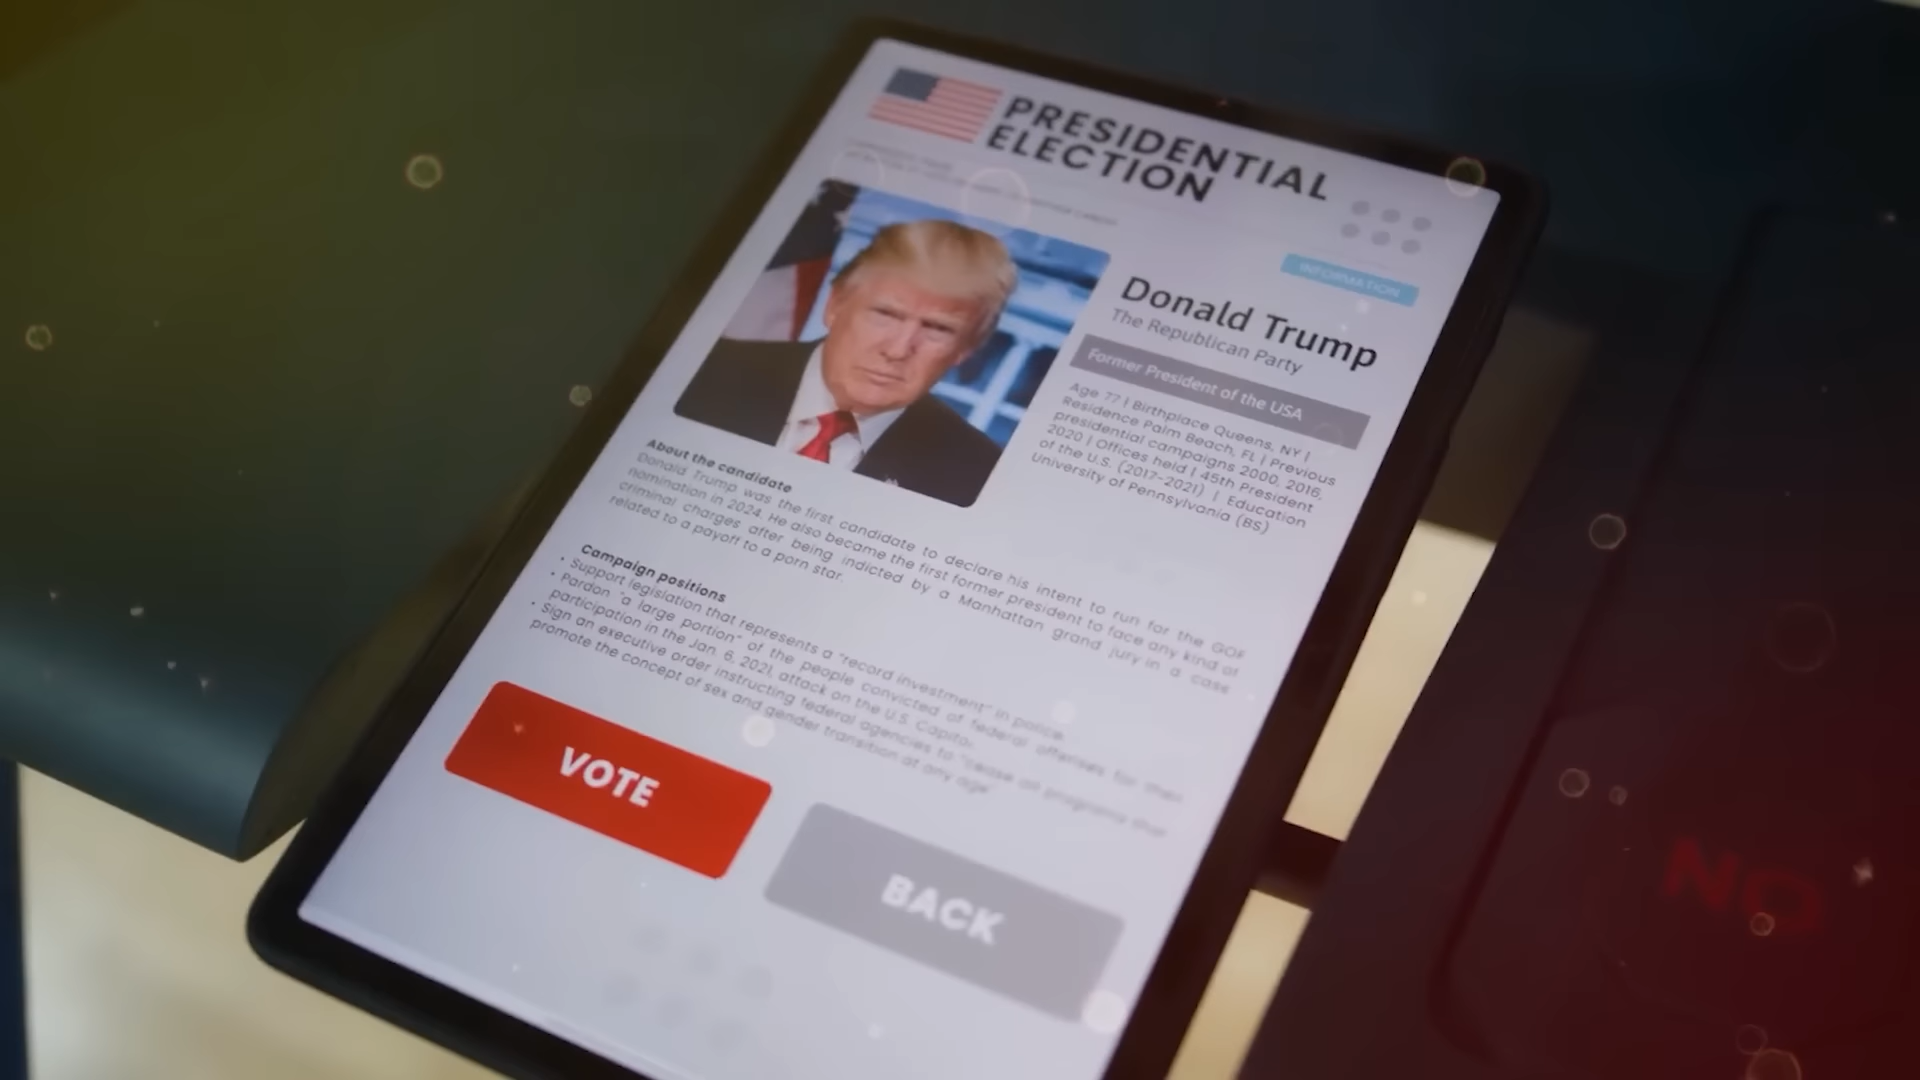 PRESIDENTIAL
ELECTION
INFORMATION
Donald Trump
The Republican Party
Former President of the USA
Age 77 | Birthplace Queens, NY |
Residence Palm Beach, FL | Previous
presidential campaigns 2000, 2016,
2020 | Offices held | 45th President
of the U.S. (2017-2021) | Education
University of Pennsylvania (BS)
About the candidate
Donald Trump was the first candidate to declare his intent to run for the GOP
nomination in 2024. He also became the first former president to face any kind of
criminal charges after being indicted by a Manhattan grand jury in a case
related to a payoff to a porn star.
Campaign positions
• Support legislation that represents a "record investment" in police.
• Pardon "a large portion" of the people convicted of federal offenses for their
participation in the Jan. 6, 2021, attack on the U.S. Capitol.
• Sign an executive order instructing federal agencies to "cease all programs that
promote the concept of sex and gender transition at any age"
VOTE
BACK
NO